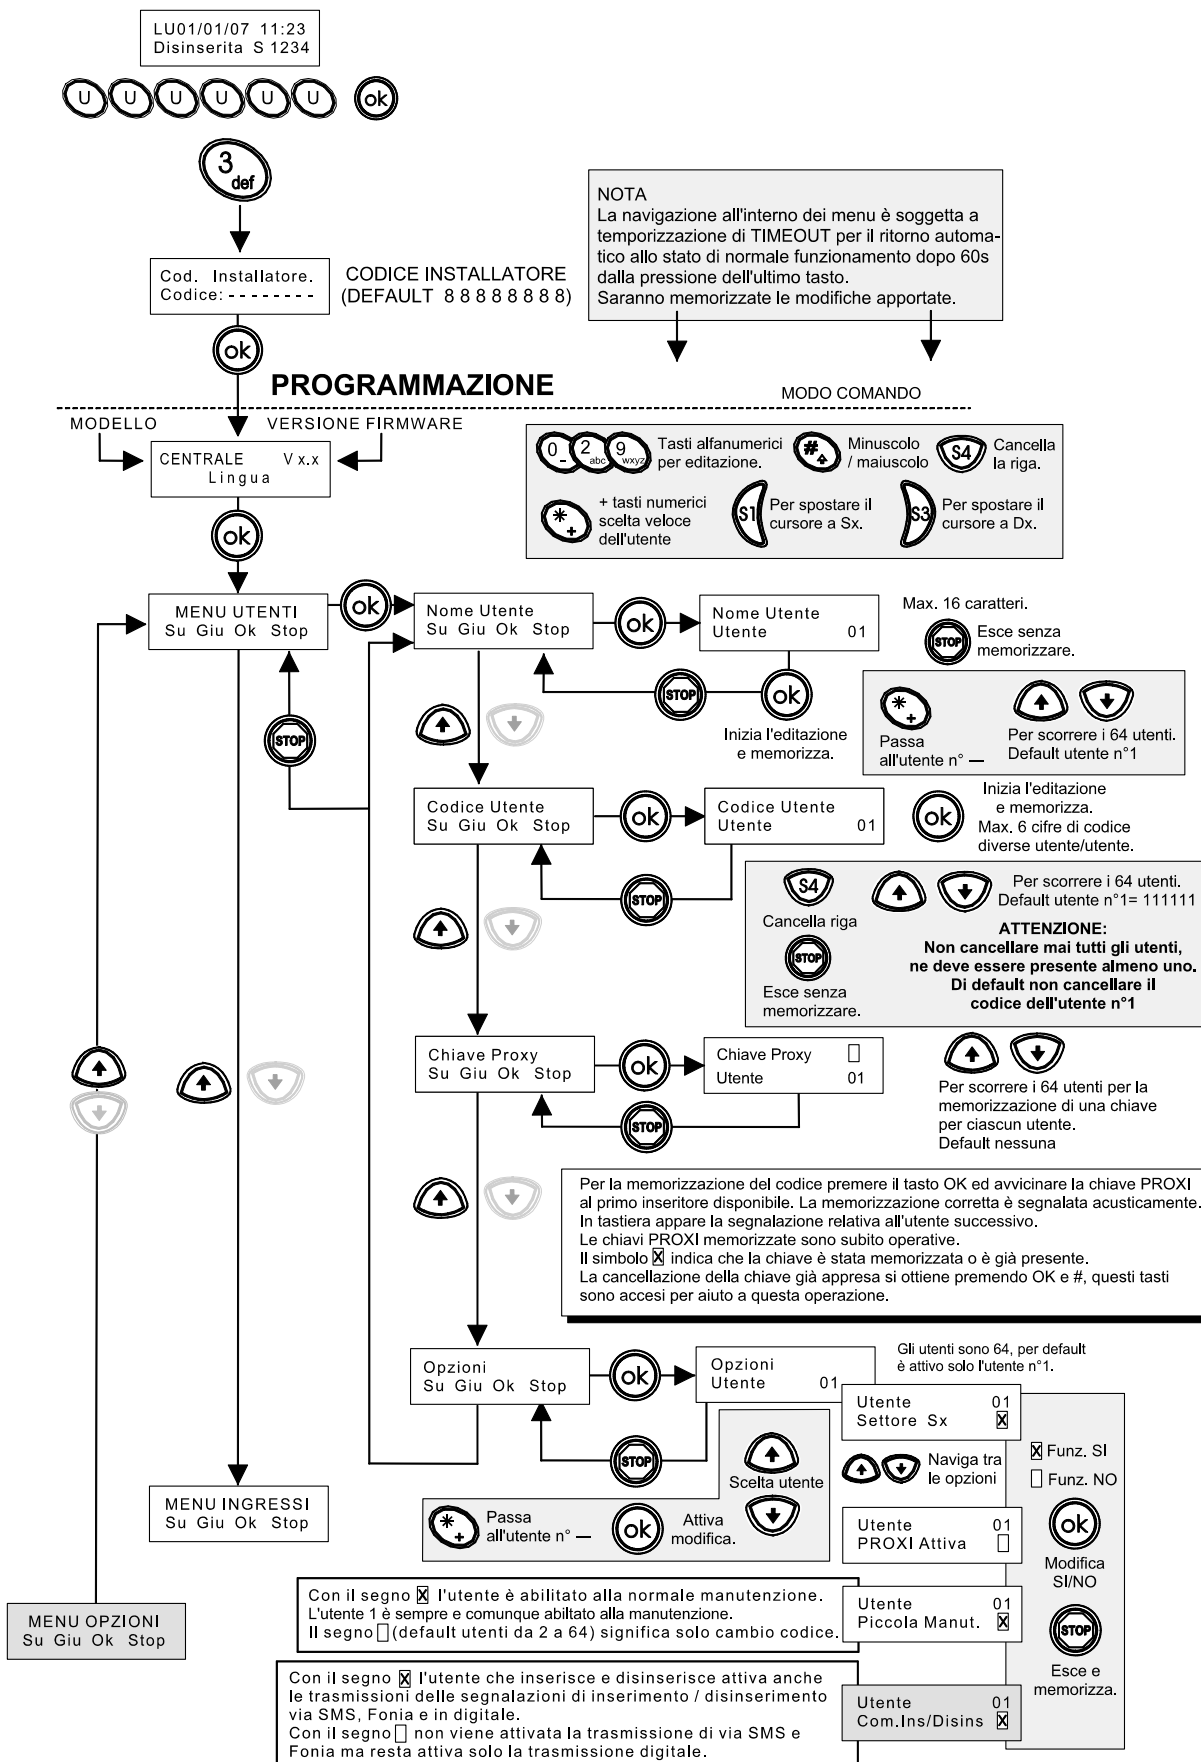 LU01/01/07 11:23
Disinserita S 1234
U U U U U U ok
3 def
NOTA
La navigazione all'interno dei menu è soggetta a
temporizzazione di TIMEOUT per il ritorno automa-
tico allo stato di normale funzionamento dopo 60s
dalla pressione dell'ultimo tasto.
Saranno memorizzate le modifiche apportate.
Cod. Installatore.
Codice: - - - - - - - -
CODICE INSTALLATORE
(DEFAULT 8 8 8 8 8 8 8 8)
ok
PROGRAMMAZIONE
MODO COMANDO
MODELLO
VERSIONE FIRMWARE
CENTRALE V x.x
Lingua
0 _ 2 abc 9 wxyz
Tasti alfanumerici
per editazione.
#
Minuscolo
/ maiuscolo
S4
Cancella
la riga.
* +
+ tasti numerici
scelta veloce
dell'utente
S1
Per spostare il
cursore a Sx.
S3
Per spostare il
cursore a Dx.
ok
MENU UTENTI
Su Giu Ok Stop
ok
Nome Utente
Su Giu Ok Stop
ok
Nome Utente
Utente 01
Max. 16 caratteri.
STOP
Esce senza
memorizzare.
STOP
STOP
ok
Inizia l'editazione
e memorizza.
* +
Passa
all'utente n° —
Per scorrere i 64 utenti.
Default utente n°1
Codice Utente
Su Giu Ok Stop
ok
Codice Utente
Utente 01
ok
Inizia l'editazione
e memorizza.
Max. 6 cifre di codice
diverse utente/utente.
STOP
S4
Cancella riga
STOP
Esce senza
memorizzare.
Per scorrere i 64 utenti.
Default utente n°1= 111111
ATTENZIONE:
Non cancellare mai tutti gli utenti,
ne deve essere presente almeno uno.
Di default non cancellare il
codice dell'utente n°1
Chiave Proxy
Su Giu Ok Stop
ok
Chiave Proxy
Utente 01
STOP
Per scorrere i 64 utenti per la
memorizzazione di una chiave
per ciascun utente.
Default nessuna
Per la memorizzazione del codice premere il tasto OK ed avvicinare la chiave PROXI
al primo inseritore disponibile. La memorizzazione corretta è segnalata acusticamente.
In tastiera appare la segnalazione relativa all'utente successivo.
Le chiavi PROXI memorizzate sono subito operative.
Il simbolo X indica che la chiave è stata memorizzata o è già presente.
La cancellazione della chiave già appresa si ottiene premendo OK e #, questi tasti
sono accesi per aiuto a questa operazione.
Opzioni
Su Giu Ok Stop
ok
Opzioni
Utente 01
STOP
Gli utenti sono 64, per default
è attivo solo l'utente n°1.
Utente 01
Settore Sx X
Naviga tra
le opzioni
X Funz. SI
Funz. NO
ok
Modifica
SI/NO
STOP
Esce e
memorizza.
Scelta utente
* +
Passa
all'utente n° —
ok
Attiva
modifica.
MENU INGRESSI
Su Giu Ok Stop
Utente 01
PROXI Attiva
Con il segno X l'utente è abilitato alla normale manutenzione.
L'utente 1 è sempre e comunque abiltato alla manutenzione.
Il segno (default utenti da 2 a 64) significa solo cambio codice.
Utente 01
Piccola Manut. X
MENU OPZIONI
Su Giu Ok Stop
Con il segno X l'utente che inserisce e disinserisce attiva anche
le trasmissioni delle segnalazioni di inserimento / disinserimento
via SMS, Fonia e in digitale.
Con il segno non viene attivata la trasmissione di via SMS e
Fonia ma resta attiva solo la trasmissione digitale.
Utente 01
Com.Ins/Disins X